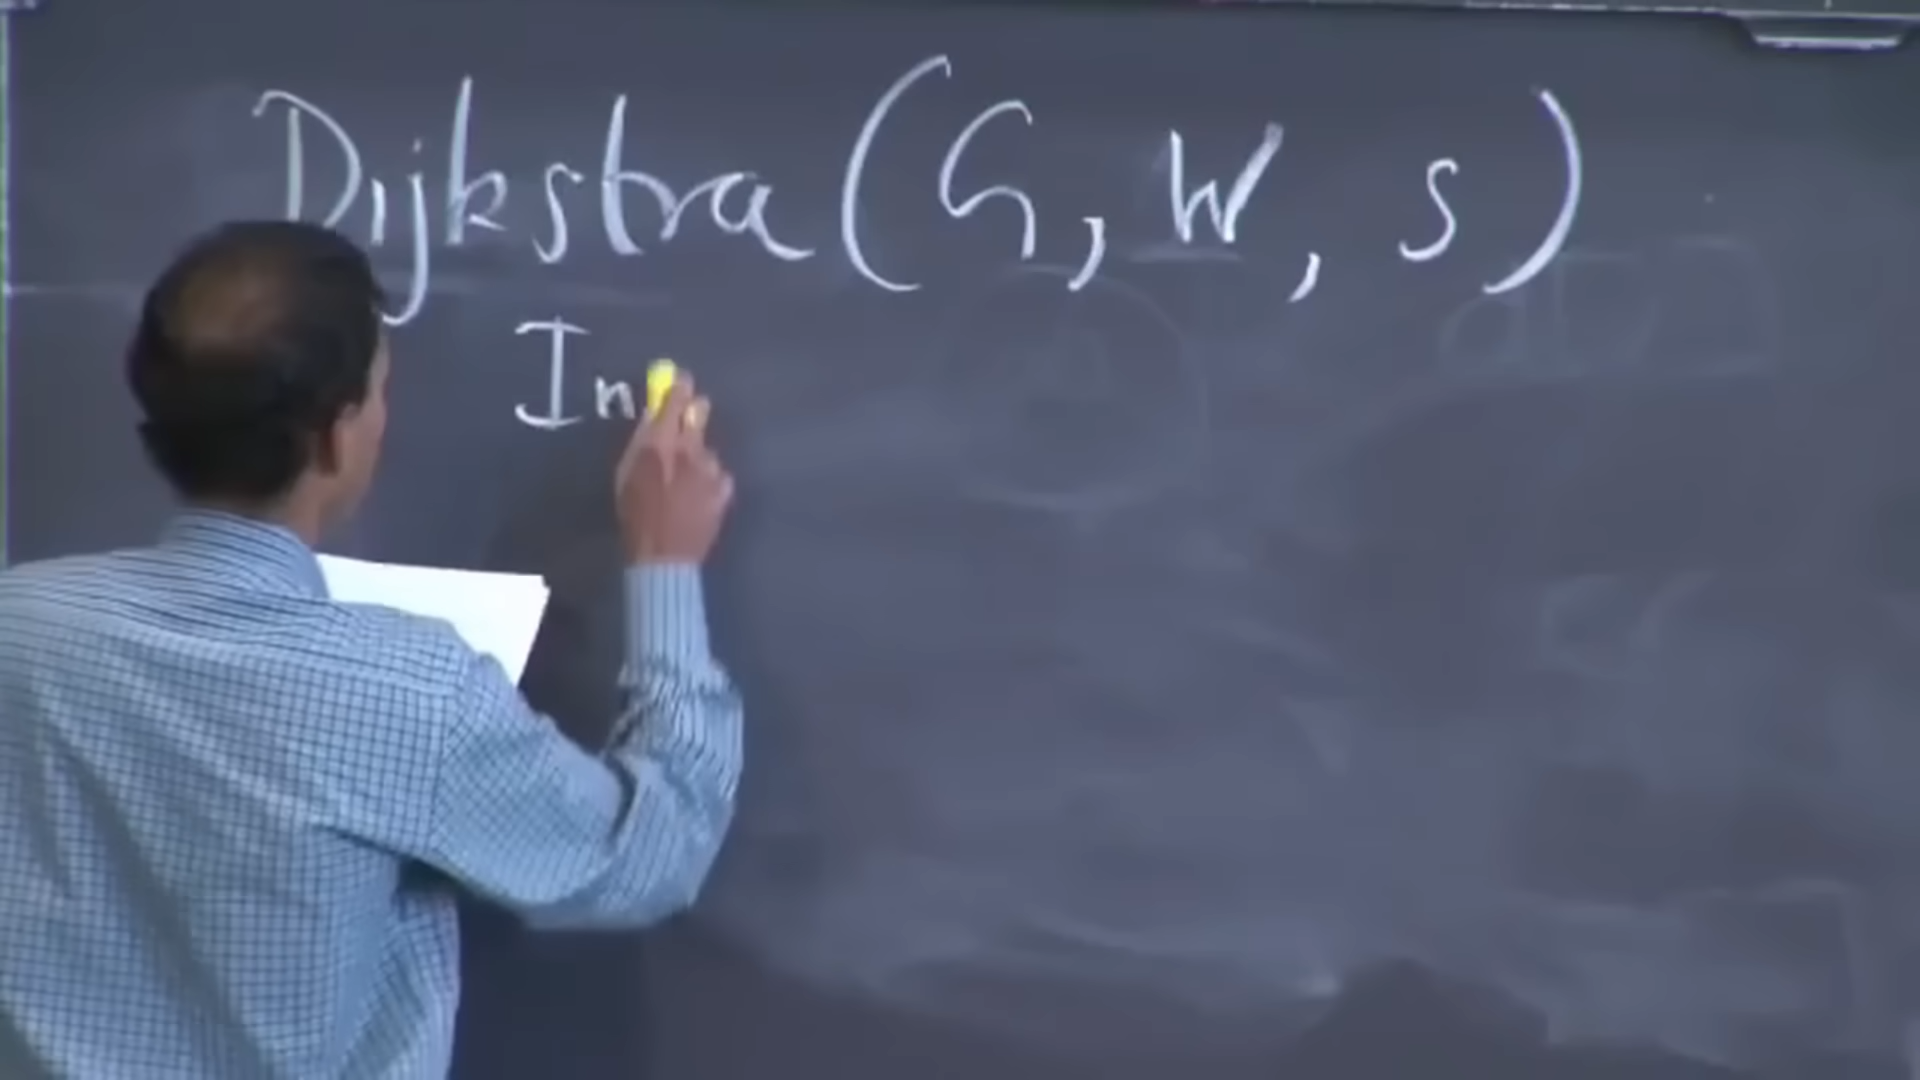 Dijkstra (G, W, s)
In